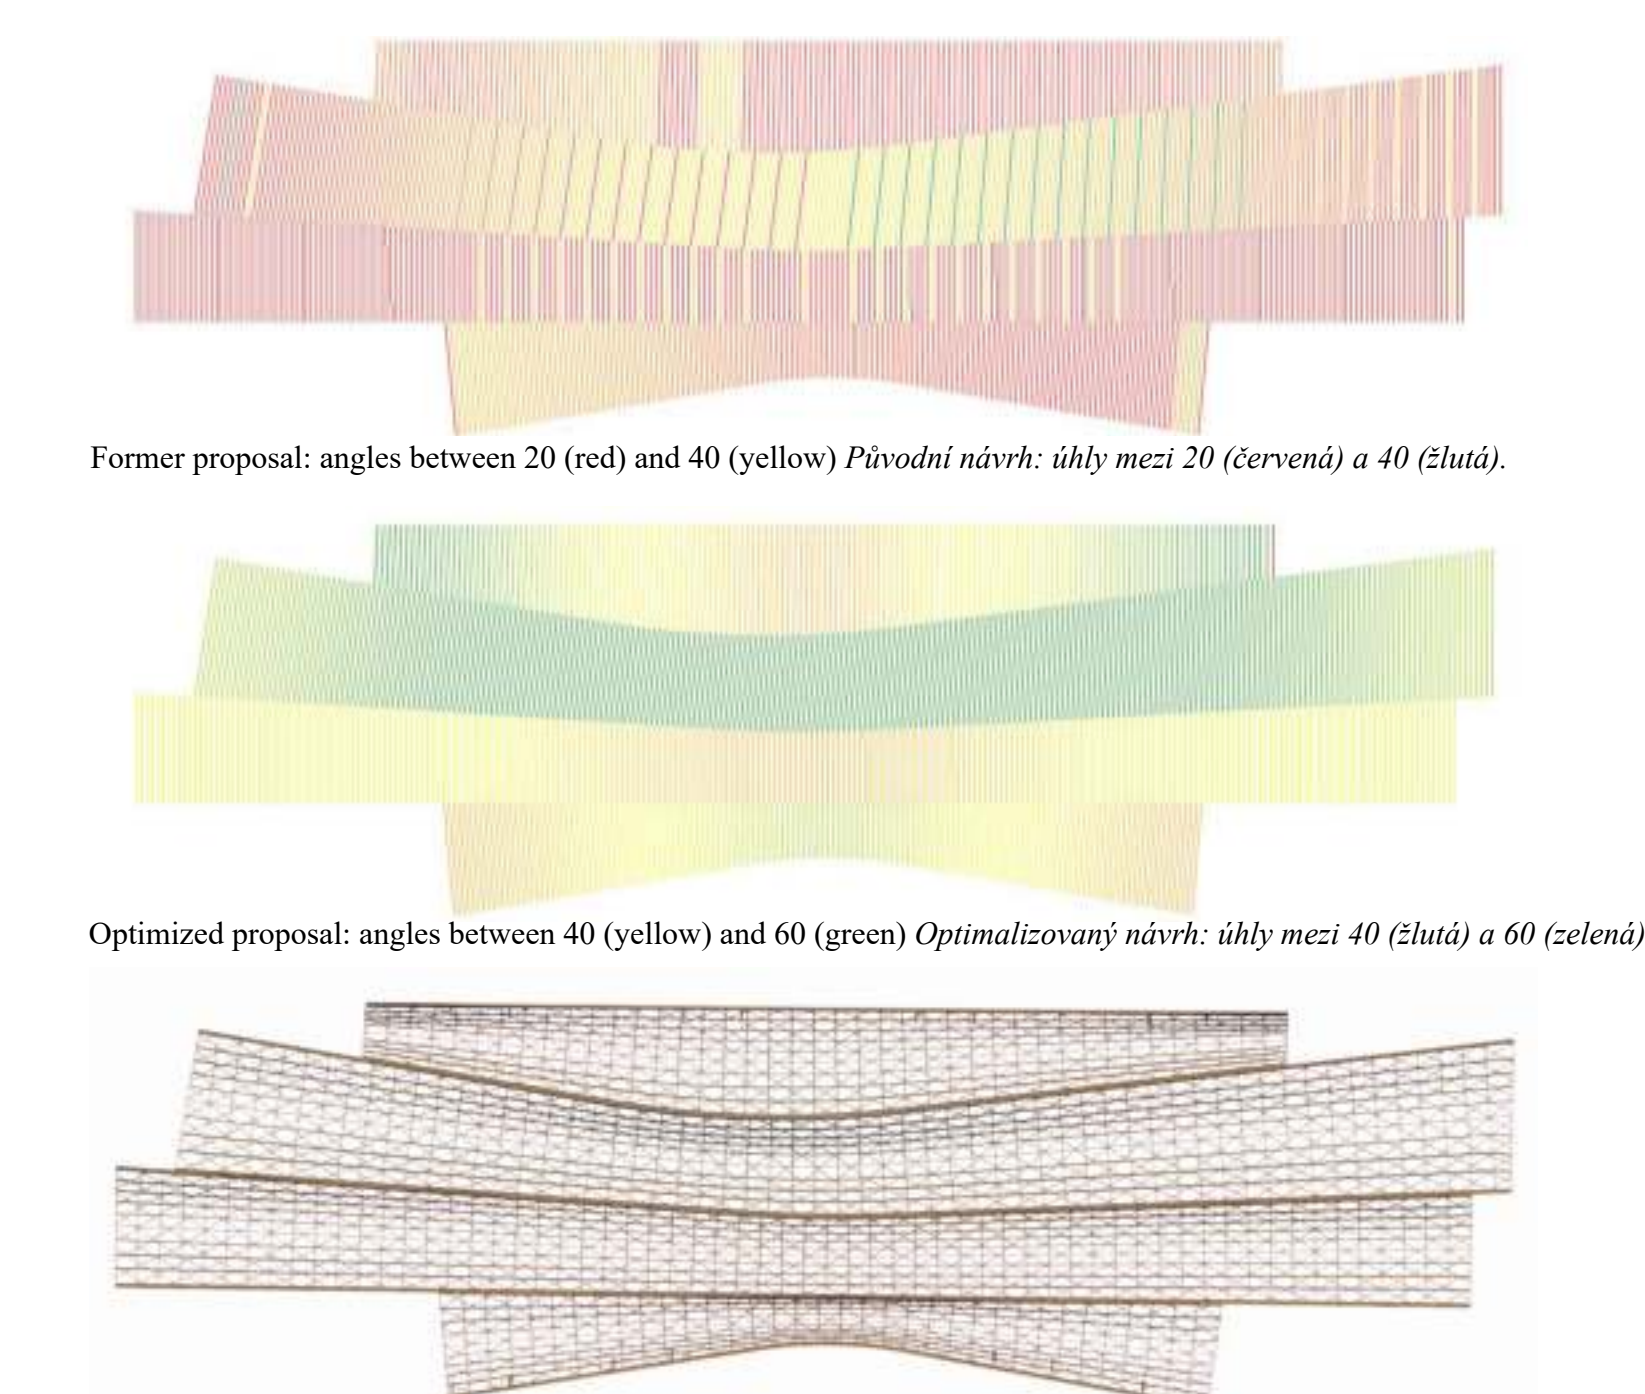 Former proposal: angles between 20 (red) and 40 (yellow) Původní návrh: úhly mezi 20 (červená) a 40 (žlutá).
Optimized proposal: angles between 40 (yellow) and 60 (green) Optimalizovaný návrh: úhly mezi 40 (žlutá) a 60 (zelená)